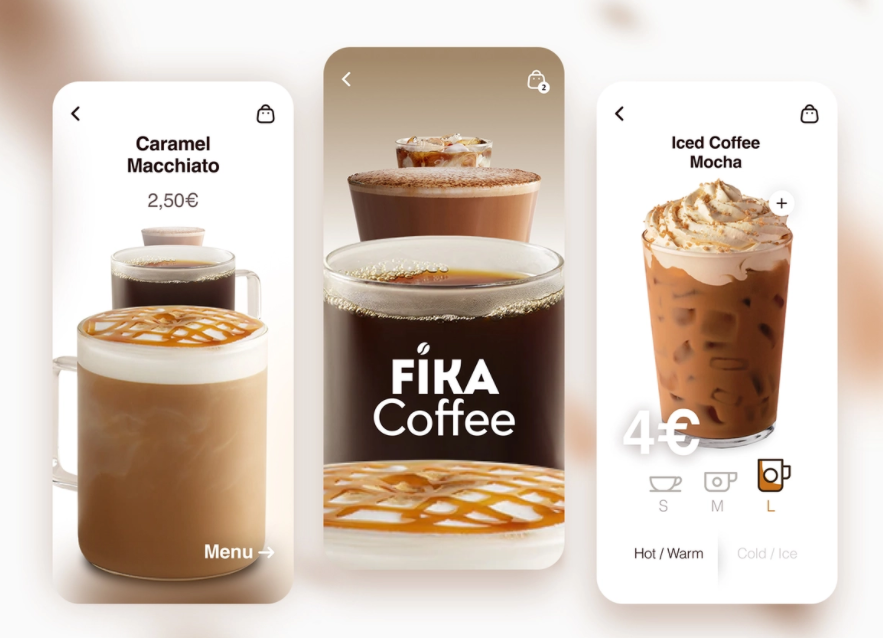 Caramel
Macchiato
2,50€
Menu →
2
FIKA
Coffee
Iced Coffee
Mocha
+
4€
S M L
Hot / Warm Cold / Ice